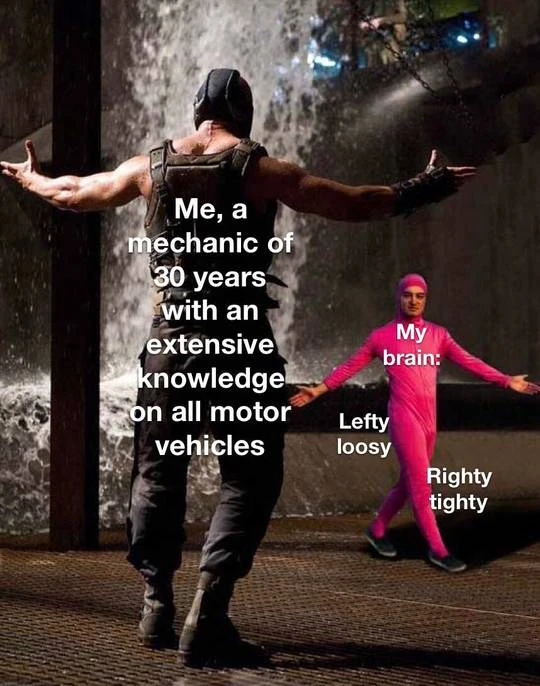 Me, a
mechanic of
30 years
with an
extensive
knowledge
on all motor
vehicles
My
brain:
Lefty
loosy
Righty
tighty